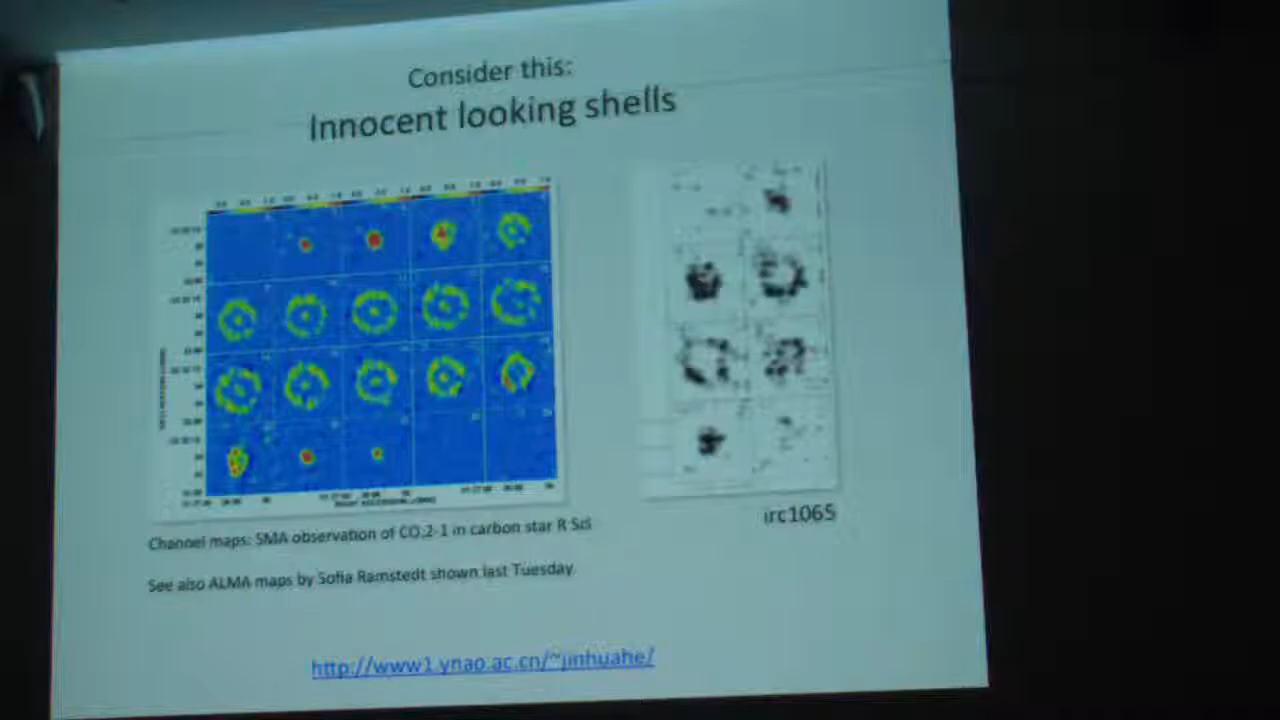 Consider this:
Innocent looking shells
irc1065
Channel maps: SMA observation of CO 2-1 in carbon star R Scl
See also ALMA maps by Sofia Ramstedt shown last Tuesday
http://www1.ynao.ac.cn/~jinhuahe/